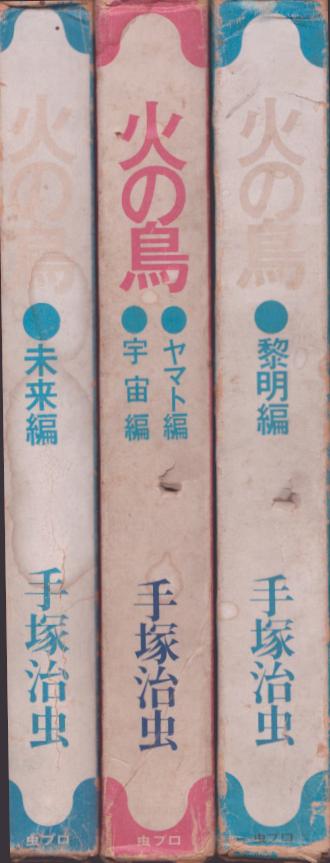 火の鳥
●未来編
手塚治虫
虫プロ
火の鳥
●ヤマト編
●宇宙編
手塚治虫
虫プロ
火の鳥
●黎明編
手塚治虫
虫プロ